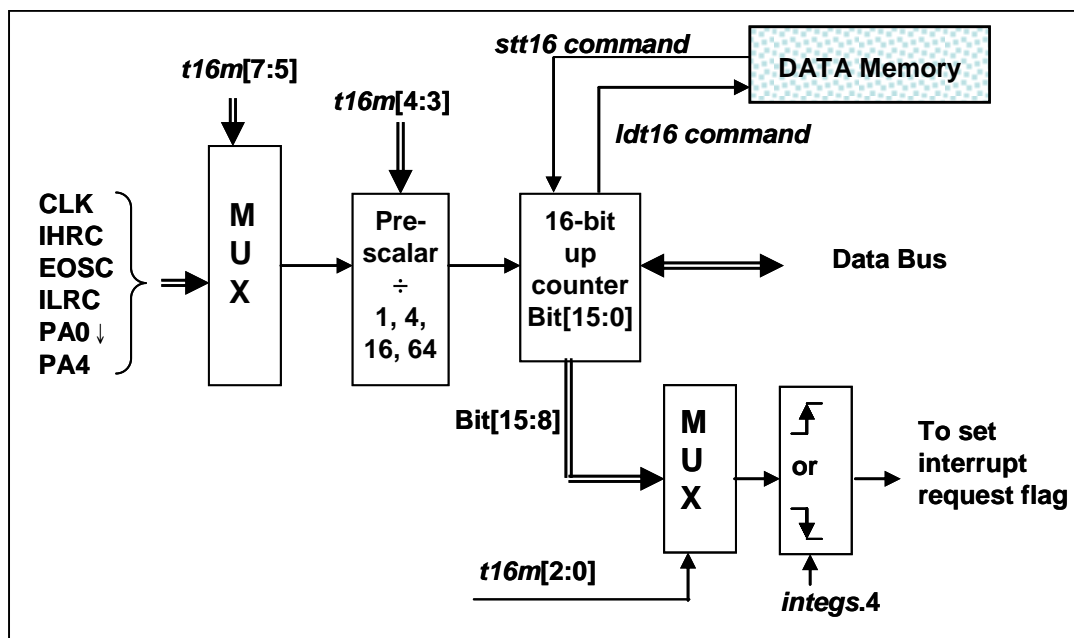 stt16 command
DATA Memory
t16m[7:5]
t16m[4:3]
ldt16 command
CLK
IHRC
EOSC
ILRC
PA0 ↓
PA4
M
U
X
Pre-
scalar
÷
1, 4,
16, 64
16-bit
up
counter
Bit[15:0]
Data Bus
Bit[15:8]
M
U
X
or
To set
interrupt
request flag
t16m[2:0]
integs.4